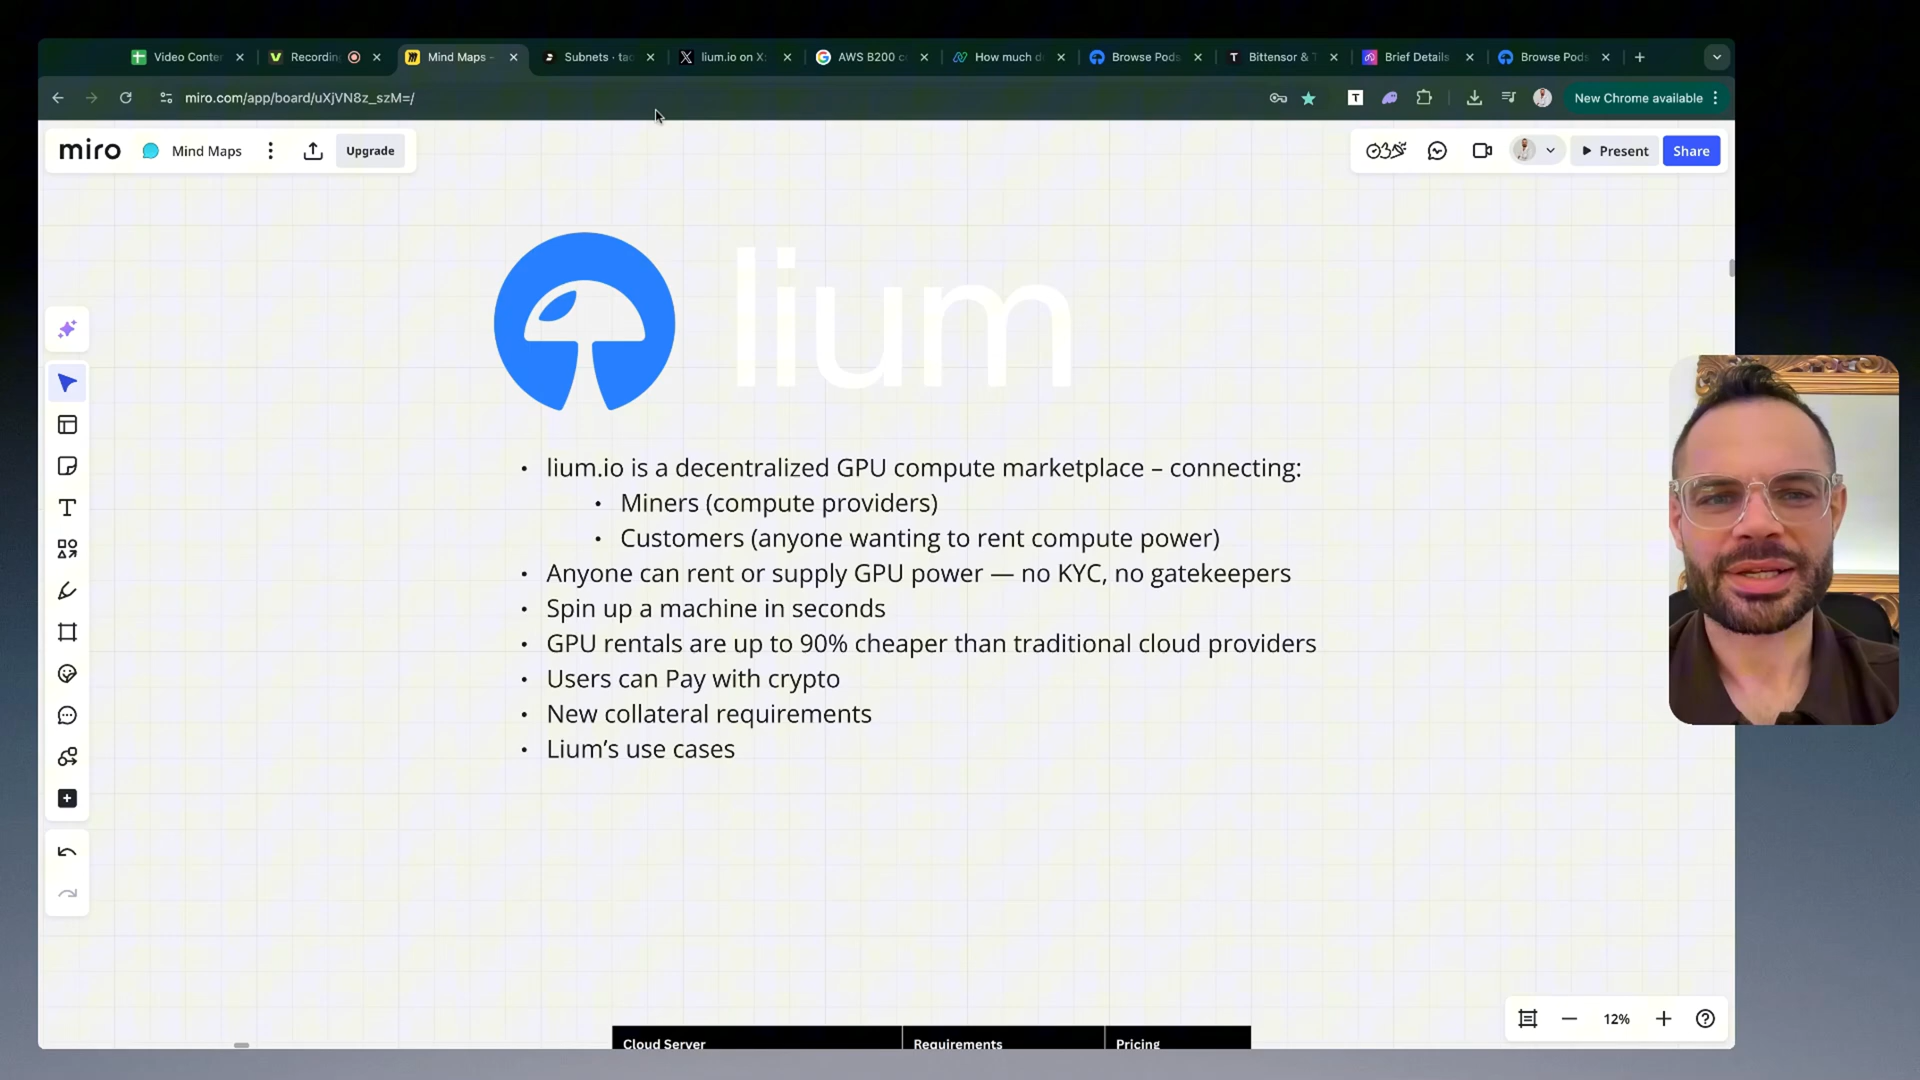 Video Conter
Recording
Mind Maps -
Subnets · tao
lium.io on X:
AWS B200 c
How much d
Browse Pods
Bittensor & T
Brief Details
Browse Pods
miro.com/app/board/uXjVN8z_szM=/
New Chrome available
miro
Mind Maps
Upgrade
Present
Share
lium
• lium.io is a decentralized GPU compute marketplace – connecting:
• Miners (compute providers)
• Customers (anyone wanting to rent compute power)
• Anyone can rent or supply GPU power — no KYC, no gatekeepers
• Spin up a machine in seconds
• GPU rentals are up to 90% cheaper than traditional cloud providers
• Users can Pay with crypto
• New collateral requirements
• Lium’s use cases
12%
Cloud Server
Requirements
Pricing